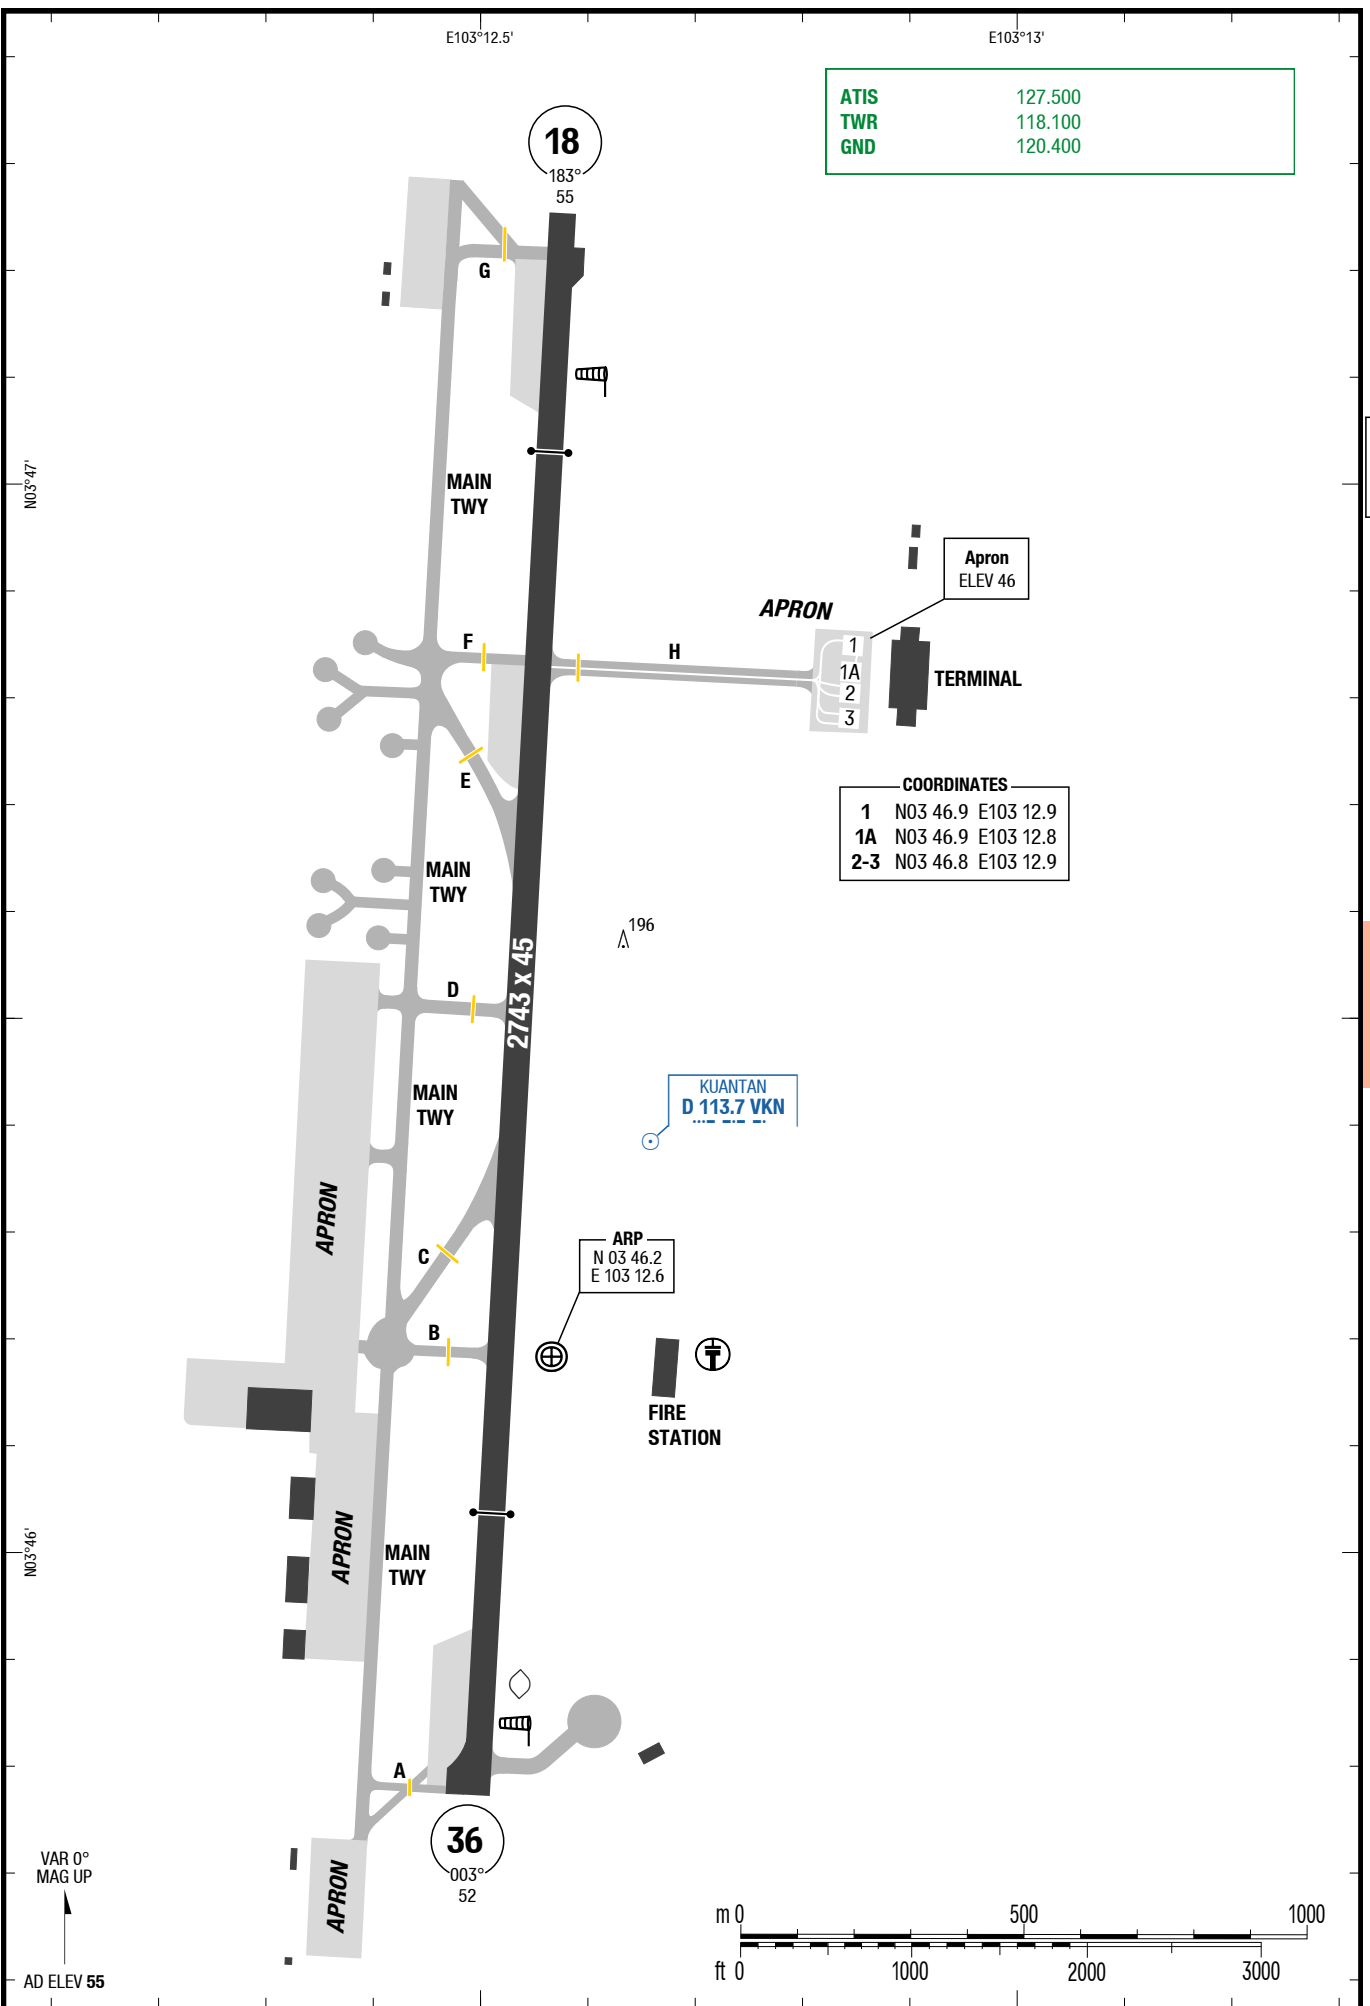 E103°12.5'
E103°13'
ATIS 127.500
TWR 118.100
GND 120.400
18
183°
55
G
N03°47'
MAIN
TWY
Apron
ELEV 46
APRON
F
H
1
1A
2
3
TERMINAL
E
COORDINATES
1 N03 46.9 E103 12.9
1A N03 46.9 E103 12.8
2-3 N03 46.8 E103 12.9
MAIN
TWY
196
2743 x 45
D
MAIN
TWY
KUANTAN
D 113.7 VKN
APRON
C
ARP
N 03 46.2
E 103 12.6
B
FIRE
STATION
N03°46'
APRON
MAIN
TWY
A
36
003°
52
VAR 0°
MAG UP
APRON
AD ELEV 55
m 0 500 1000
ft 0 1000 2000 3000